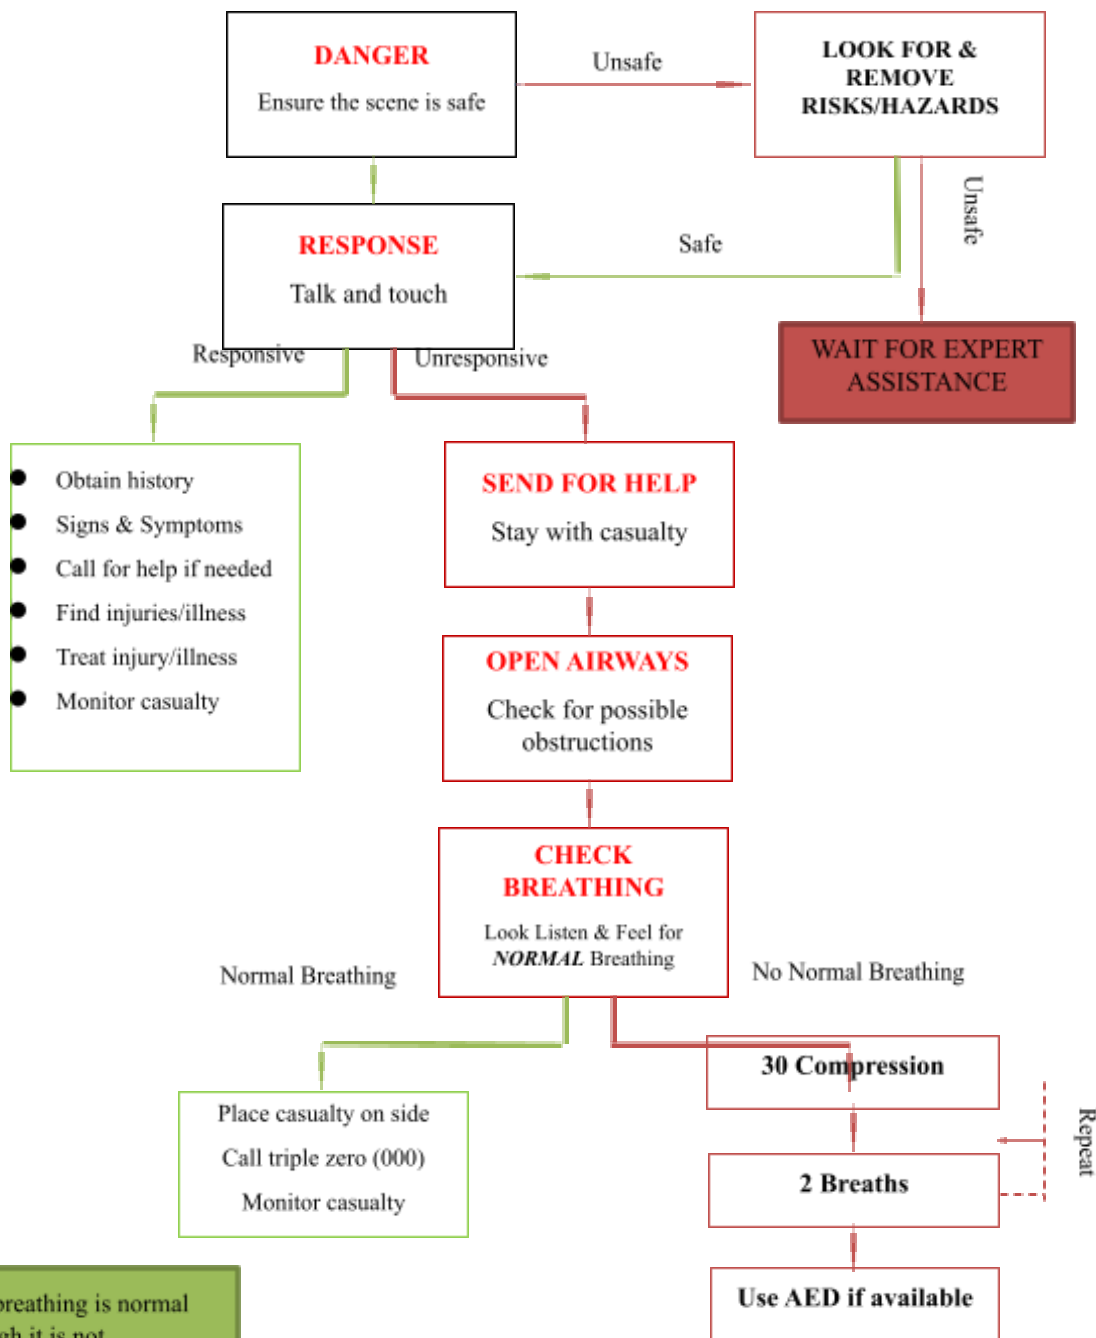 DANGER
Ensure the scene is safe
Unsafe
LOOK FOR &
REMOVE
RISKS/HAZARDS
Unsafe
RESPONSE
Talk and touch
Safe
WAIT FOR EXPERT
ASSISTANCE
Responsive
Unresponsive
Obtain history
Signs & Symptoms
Call for help if needed
Find injuries/illness
Treat injury/illness
Monitor casualty
SEND FOR HELP
Stay with casualty
OPEN AIRWAYS
Check for possible
obstructions
CHECK
BREATHING
Look Listen & Feel for
NORMAL Breathing
Normal Breathing
No Normal Breathing
Place casualty on side
Call triple zero (000)
Monitor casualty
30 Compression
2 Breaths
Repeat
Use AED if available
breathing is normal
it is not